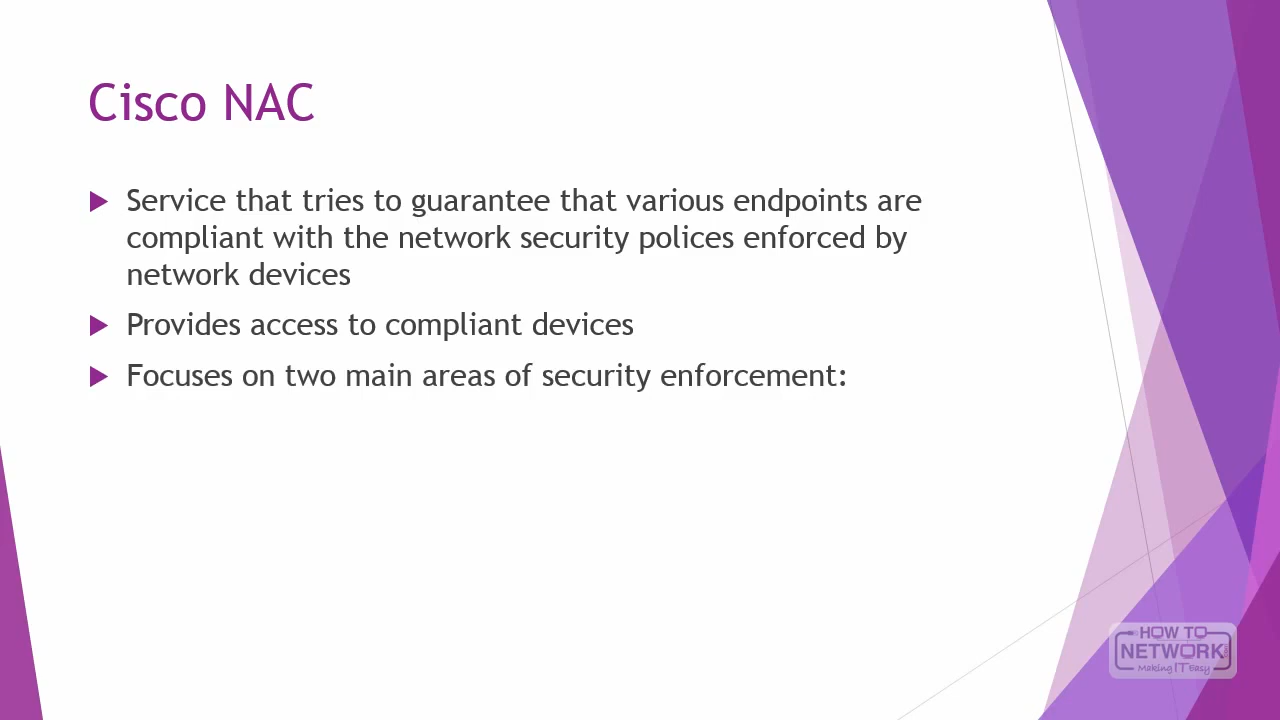 Cisco NAC
Service that tries to guarantee that various endpoints are
compliant with the network security polices enforced by
network devices
Provides access to compliant devices
Focuses on two main areas of security enforcement:
HOW TO
NETWORK
Making IT Easy